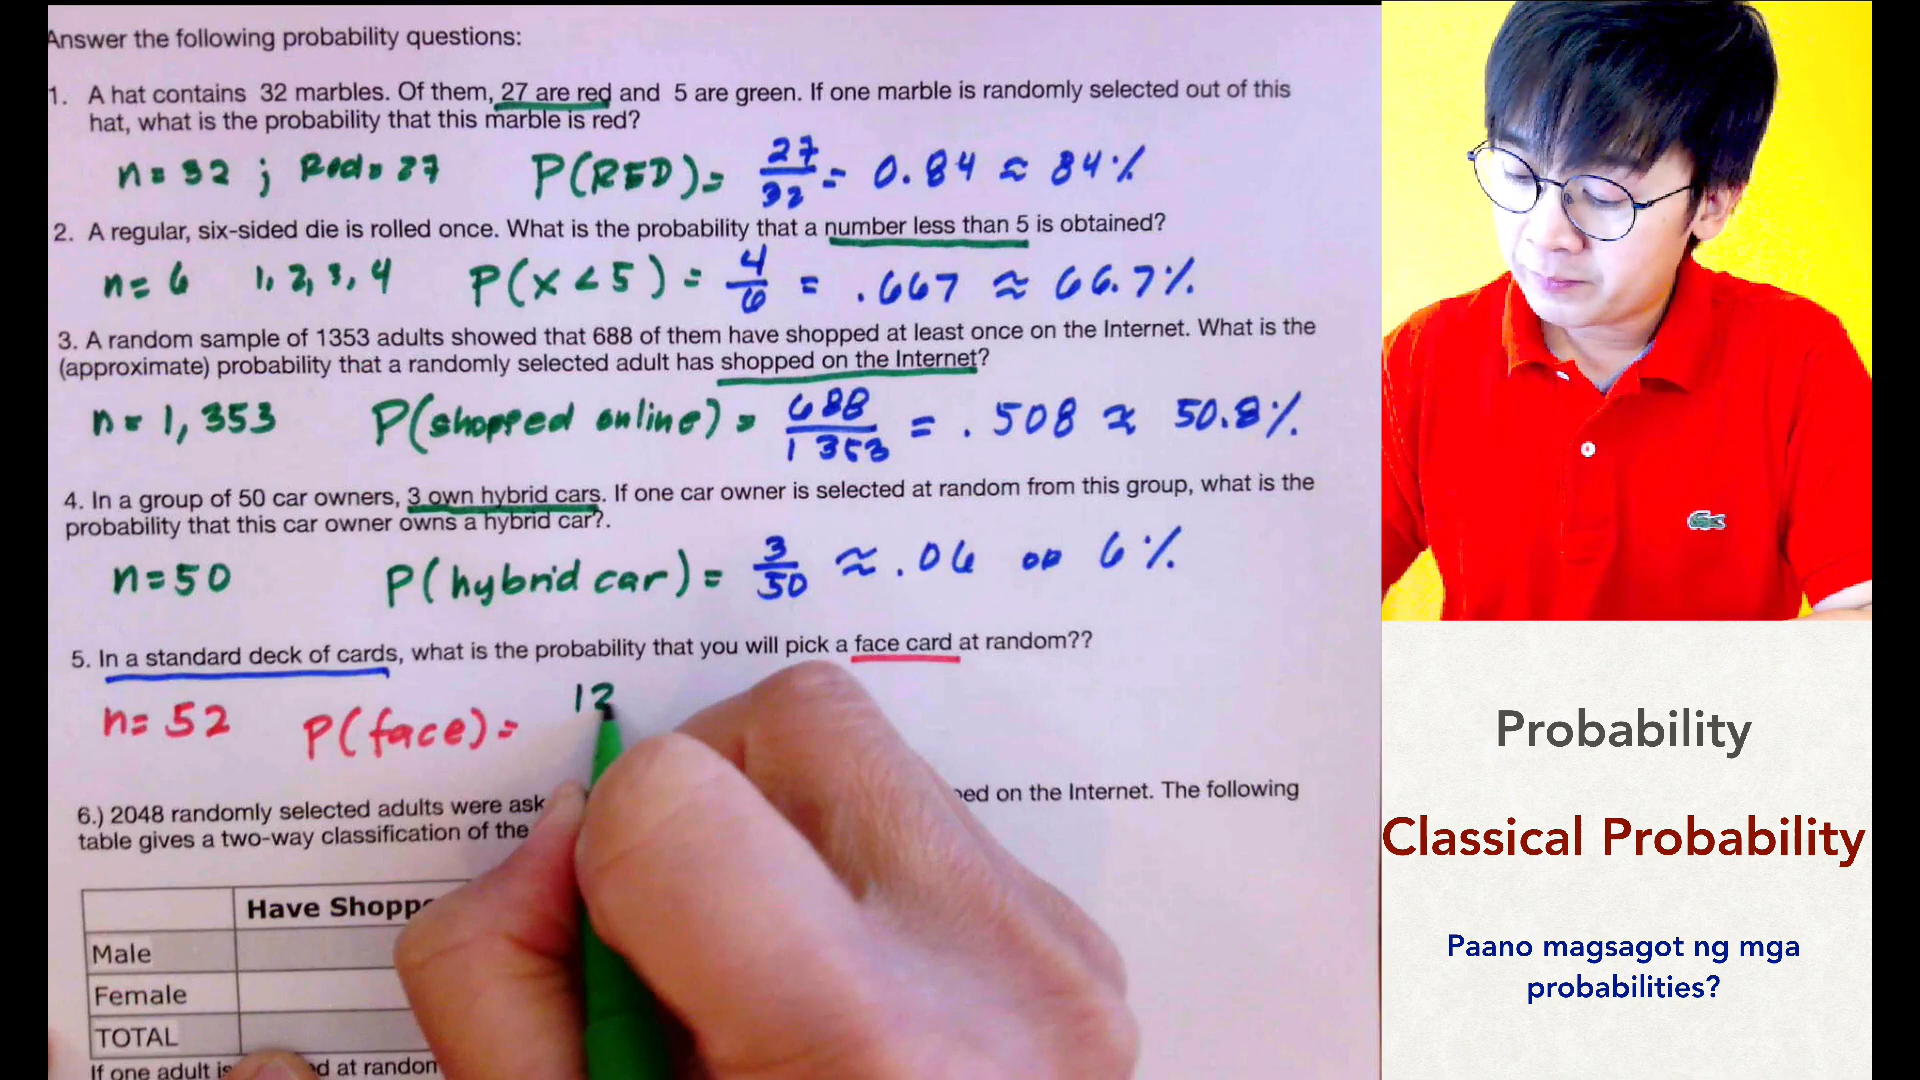 Answer the following probability questions:
1. A hat contains 32 marbles. Of them, 27 are red and 5 are green. If one marble is randomly selected out of this
hat, what is the probability that this marble is red?
n = 32 ; Red = 27 P(RED) = 27/32 = 0.84 ≈ 84%
2. A regular, six-sided die is rolled once. What is the probability that a number less than 5 is obtained?
n = 6 1, 2, 3, 4 P(x < 5) = 4/6 = .667 ≈ 66.7%
3. A random sample of 1353 adults showed that 688 of them have shopped at least once on the Internet. What is the
(approximate) probability that a randomly selected adult has shopped on the Internet?
n = 1,353 P(shopped online) = 688/1353 = .508 ≈ 50.8%
4. In a group of 50 car owners, 3 own hybrid cars. If one car owner is selected at random from this group, what is the
probability that this car owner owns a hybrid car?.
n = 50 P(hybrid car) = 3/50 ≈ .06 or 6%
5. In a standard deck of cards, what is the probability that you will pick a face card at random??
n = 52 P(face) = 12
6.) 2048 randomly selected adults were ask on the Internet. The following
table gives a two-way classification of the
Have
Male
Female
TOTAL
If one adult at random
Probability
Classical Probability
Paano magsagot ng mga
probabilities?